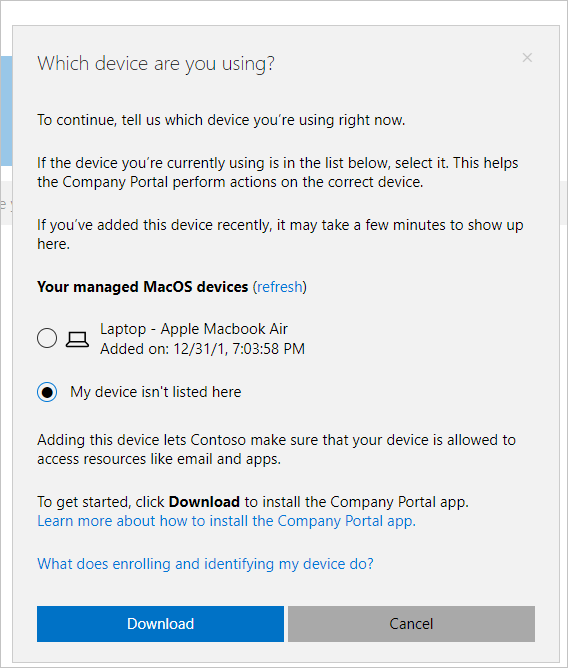 Which device are you using?
To continue, tell us which device you’re using right now.
If the device you’re currently using is in the list below, select it. This helps
the Company Portal perform actions on the correct device.
If you’ve added this device recently, it may take a few minutes to show up
here.
Your managed MacOS devices (refresh)
Laptop - Apple Macbook Air
Added on: 12/31/1, 7:03:58 PM
My device isn't listed here
Adding this device lets Contoso make sure that your device is allowed to
access resources like email and apps.
To get started, click Download to install the Company Portal app.
Learn more about how to install the Company Portal app.
What does enrolling and identifying my device do?
Download Cancel